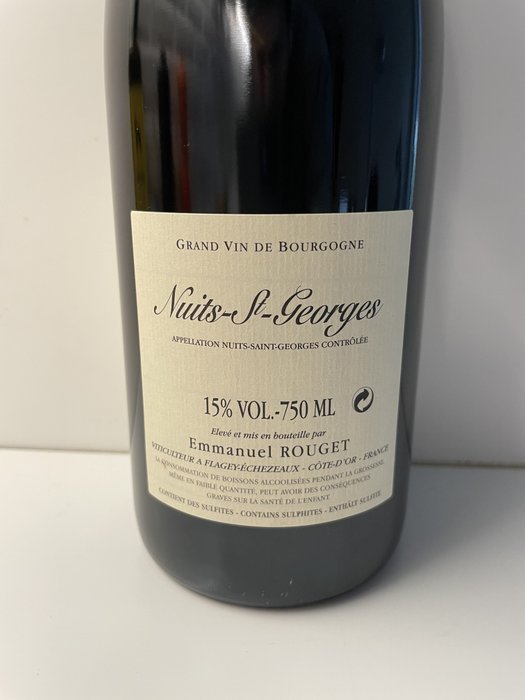 GRAND VIN DE BOURGOGNE
Nuits-St-Georges
APPELLATION NUITS-SAINT-GEORGES CONTRÔLÉE
15% VOL.-750 ML
Elevé et mis en bouteille par
Emmanuel ROUGET
VITICULTEUR A FLAGEY-ÉCHEZEAUX - CÔTE-D'OR - FRANCE
LA CONSOMMATION DE BOISSONS ALCOOLISÉES PENDANT LA GROSSESSE,
MÊME EN FAIBLE QUANTITÉ, PEUT AVOIR DES CONSÉQUENCES
GRAVES SUR LA SANTÉ DE L'ENFANT.
CONTIENT DES SULFITES - CONTAINS SULPHITES - ENTHÄLT SULFITE